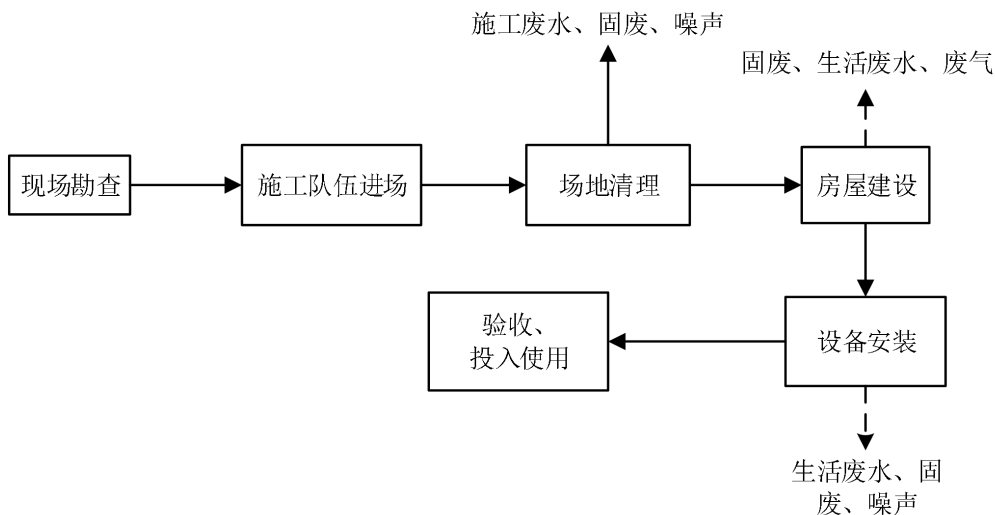 施工废水、固废、噪声
固废、生活废水、废气
现场勘查
施工队伍进场
场地清理
房屋建设
验收、
投入使用
设备安装
生活废水、固
废、噪声